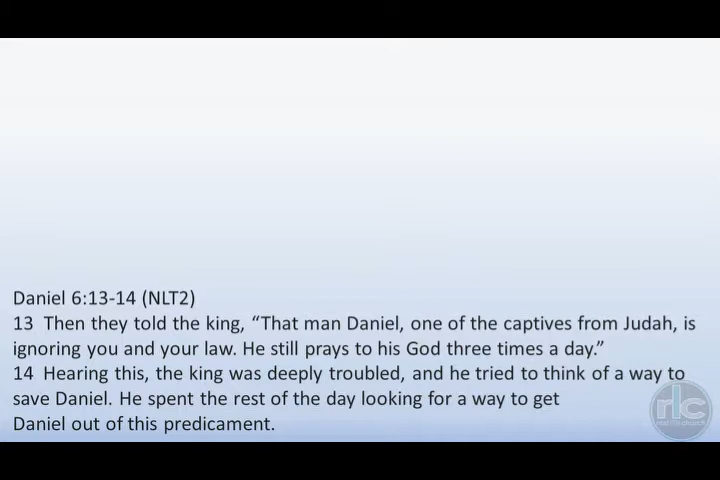 Daniel 6:13-14 (NLT2)
13 Then they told the king, “That man Daniel, one of the captives from Judah, is
ignoring you and your law. He still prays to his God three times a day.”
14 Hearing this, the king was deeply troubled, and he tried to think of a way to
save Daniel. He spent the rest of the day looking for a way to get
Daniel out of this predicament.
rlc